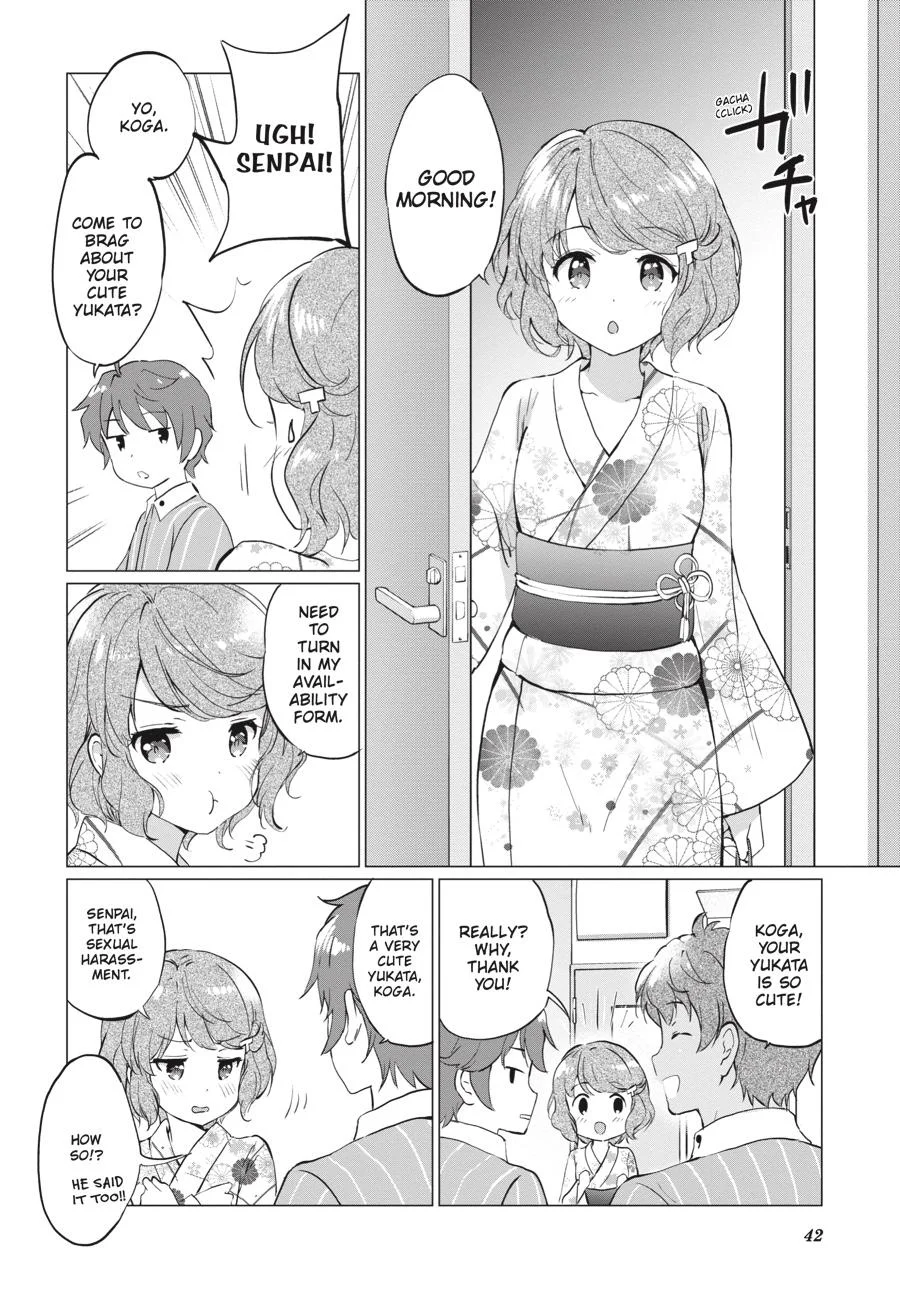 GOOD
MORNING!
GACHA
(CLICK)
ガチャ
UGH!
SENPAI!
YO,
KOGA.
COME TO
BRAG
ABOUT
YOUR
CUTE
YUKATA?
NEED
TO
TURN
IN MY
AVAIL-
ABILITY
FORM.
KOGA,
YOUR
YUKATA
IS SO
CUTE!
REALLY?
WHY,
THANK
YOU!
THAT'S
A VERY
CUTE
YUKATA,
KOGA.
SENPAI,
THAT'S
SEXUAL
HARASS-
MENT.
HOW
SO!?
HE SAID
IT TOO!!
42